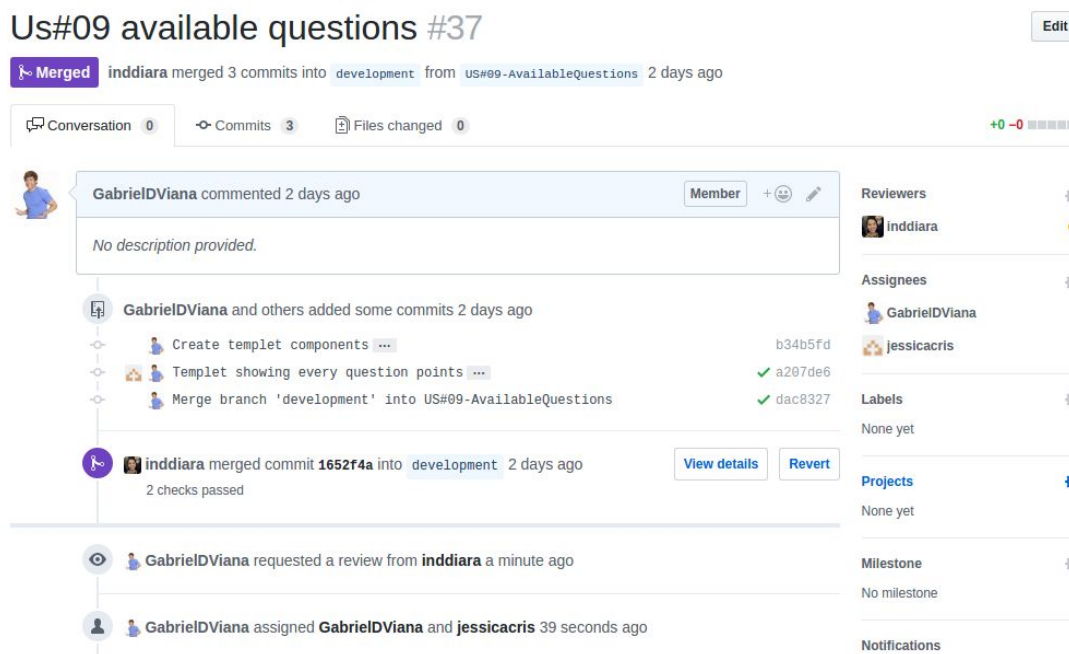 Us#09 available questions #37
Edit
Merged inddiara merged 3 commits into development from US#09-AvailableQuestions 2 days ago
Conversation 0 Commits 3 Files changed 0
+0 −0
GabrielDViana commented 2 days ago Member
No description provided.
GabrielDViana and others added some commits 2 days ago
Create templet components ... b34b5fd
Templet showing every question points ... a207de6
Merge branch 'development' into US#09-AvailableQuestions dac8327
inddiara merged commit 1652f4a into development 2 days ago View details Revert
2 checks passed
GabrielDViana requested a review from inddiara a minute ago
GabrielDViana assigned GabrielDViana and jessicacris 39 seconds ago
Reviewers
inddiara
Assignees
GabrielDViana
jessicacris
Labels
None yet
Projects
None yet
Milestone
No milestone
Notifications